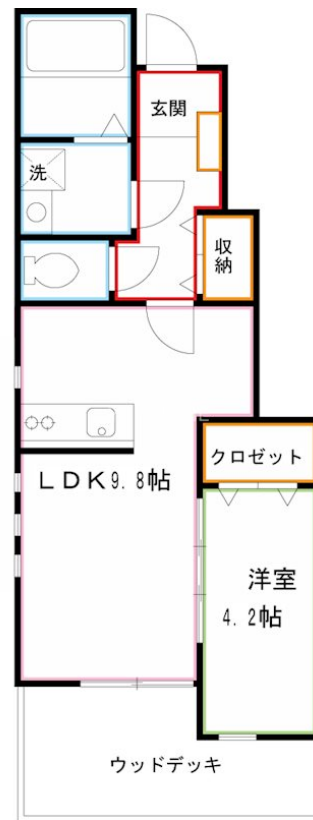 玄関
洗
収
納
クロゼット
LDK9.8帖
洋室
4.2帖
ウッドデッキ